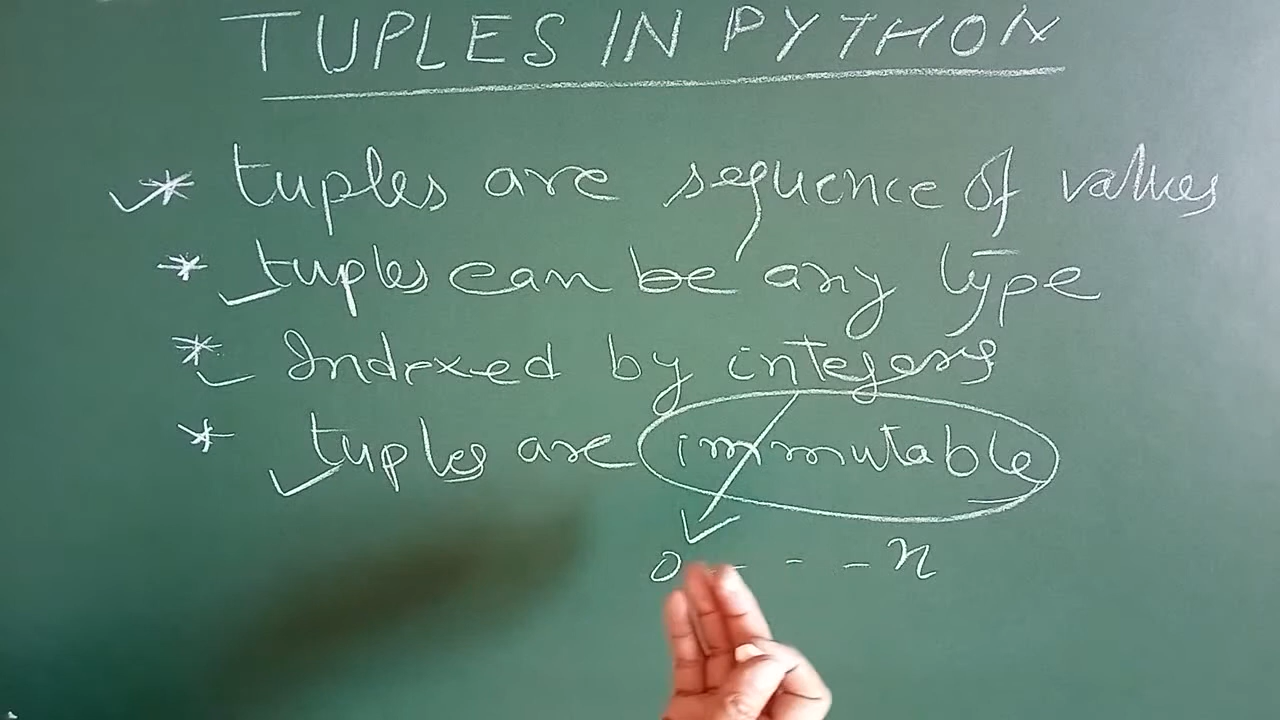 TUPLES IN PYTHON
* tuples are sequence of values
* tuples can be any type
* Indexed by integers
* tuples are immutable
0 - - - n